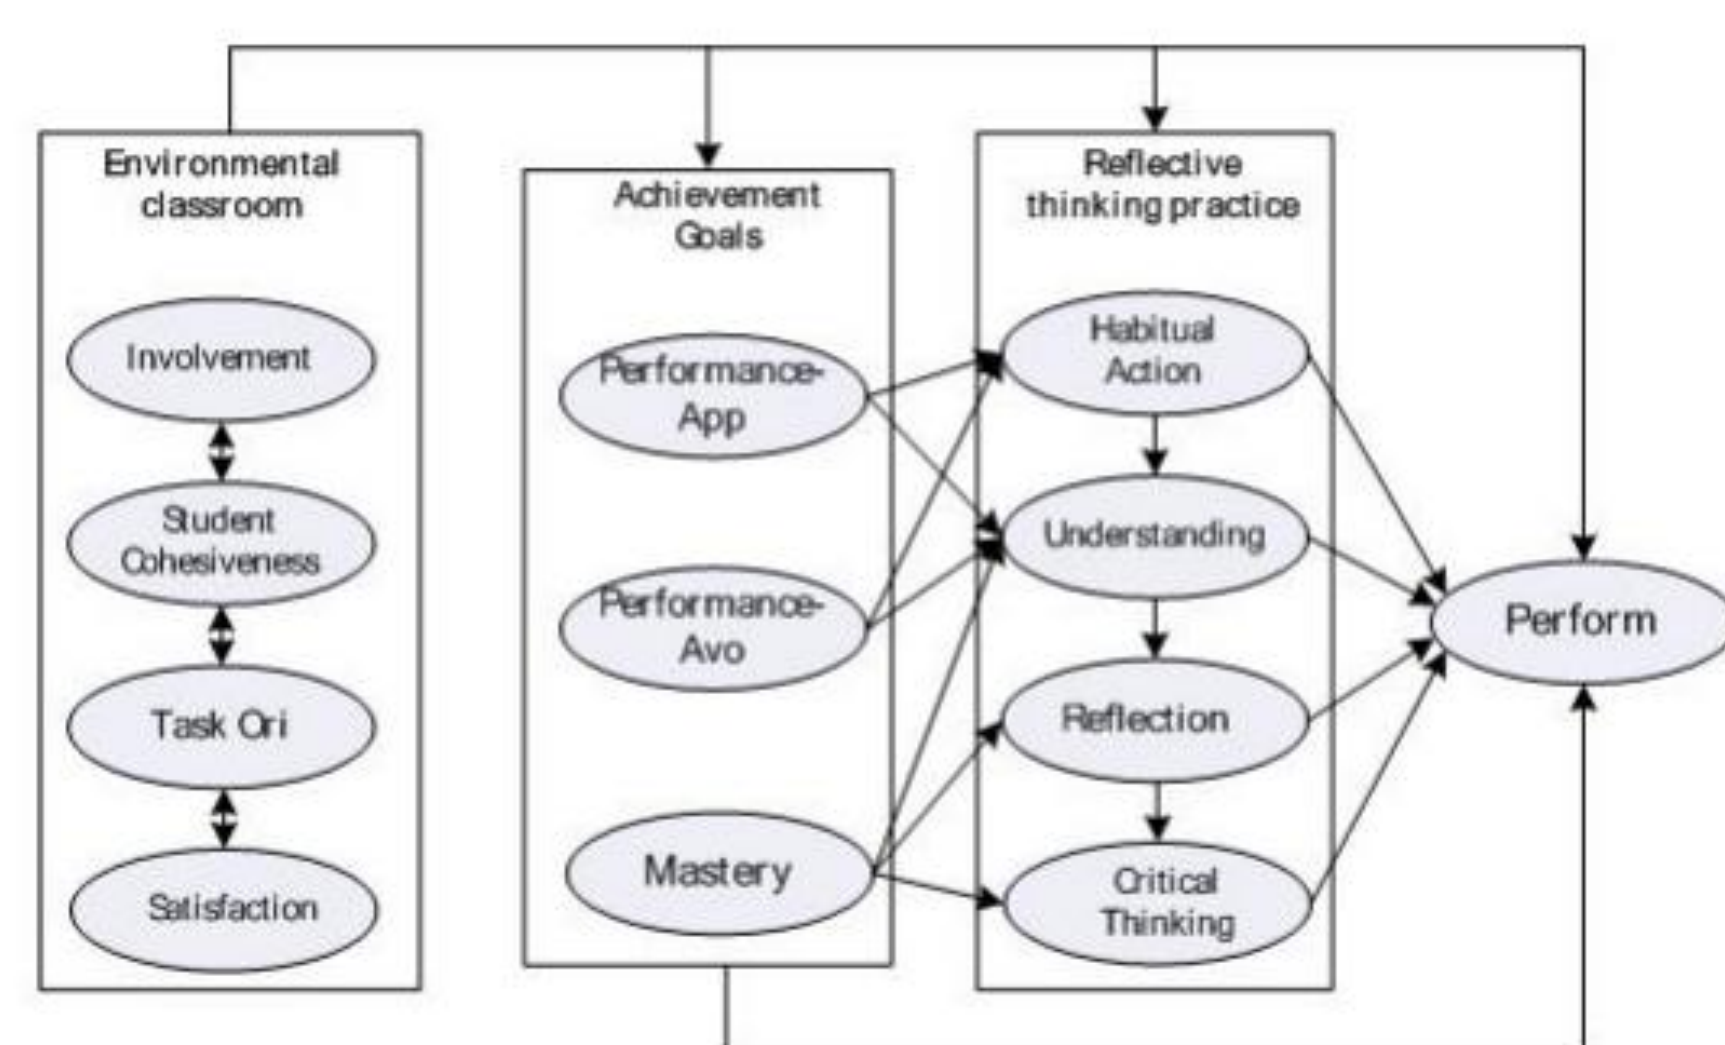 Environmental
classroom
Involvement
Student
Cohesiveness
Task Ori
Satisfaction
Achievement
Goals
Performance-
App
Performance-
Avo
Mastery
Reflective
thinking practice
Habitual
Action
Understanding
Reflection
Critical
Thinking
Perform